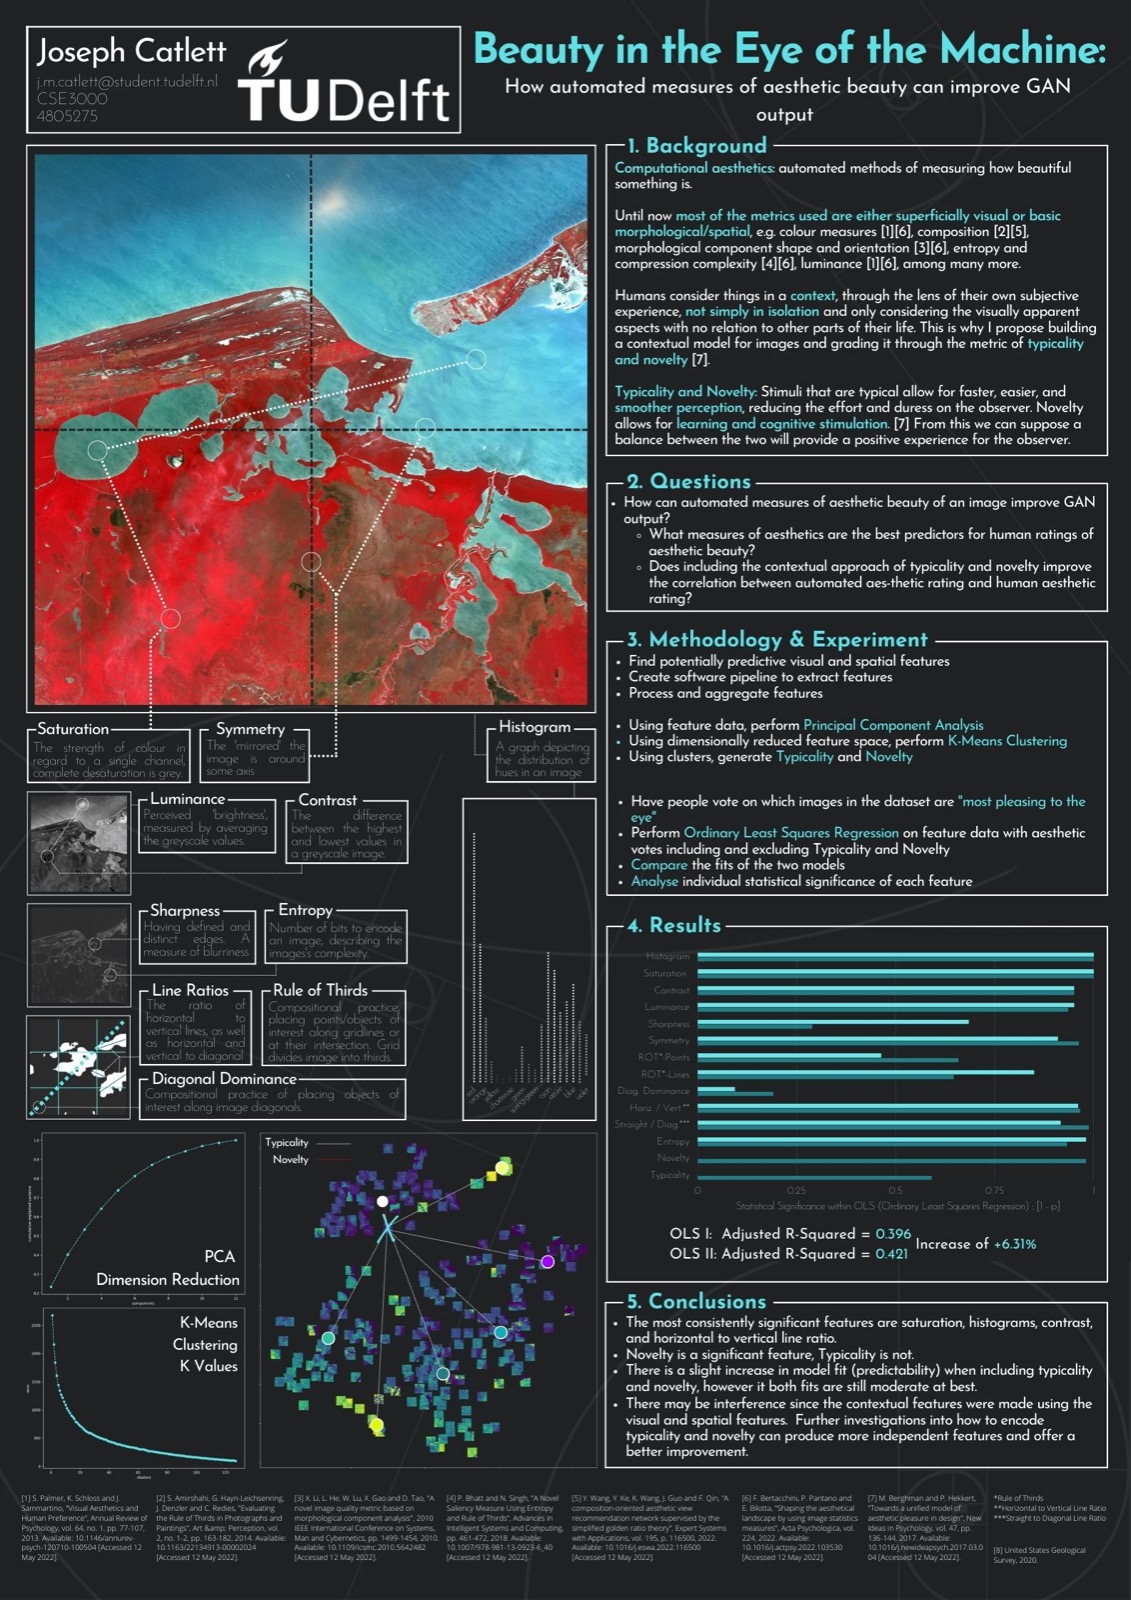 Joseph Catlett
j.m.catlett@student.tudelft.nl
CSE3000
4805275
TUDelft
Beauty in the Eye of the Machine:
How automated measures of aesthetic beauty can improve GAN
output
1. Background
Computational aesthetics: automated methods of measuring how beautiful
something is.
Until now most of the metrics used are either superficially visual or basic
morphological/spatial, e.g. colour measures [1][6], composition [2][5],
morphological component shape and orientation [3][6], entropy and
compression complexity [4][6], luminance [1][6], among many more.
Humans consider things in a context, through the lens of their own subjective
experience, not simply in isolation and only considering the visually apparent
aspects with no relation to other parts of their life. This is why I propose building
a contextual model for images and grading it through the metric of typicality
and novelty [7].
Typicality and Novelty: Stimuli that are typical allow for faster, easier, and
smoother perception, reducing the effort and duress on the observer. Novelty
allows for learning and cognitive stimulation. [7] From this we can suppose a
balance between the two will provide a positive experience for the observer.
2. Questions
• How can automated measures of aesthetic beauty of an image improve GAN
output?
◦ What measures of aesthetics are the best predictors for human ratings of
aesthetic beauty?
◦ Does including the contextual approach of typicality and novelty improve
the correlation between automated aes-thetic rating and human aesthetic
rating?
3. Methodology & Experiment
• Find potentially predictive visual and spatial features
• Create software pipeline to extract features
• Process and aggregate features
• Using feature data, perform Principal Component Analysis
• Using dimensionally reduced feature space, perform K-Means Clustering
• Using clusters, generate Typicality and Novelty
• Have people vote on which images in the dataset are "most pleasing to the
eye"
• Perform Ordinary Least Squares Regression on feature data with aesthetic
votes including and excluding Typicality and Novelty
• Compare the fits of the two models
• Analyse individual statistical significance of each feature
Saturation
The strength of colour in
regard to a single channel,
complete desaturation is grey.
Symmetry
The 'mirrored' the
image is around
some axis
Histogram
A graph depicting
the distribution of
hues in an image
Luminance
Perceived 'brightness',
measured by averaging
the greyscale values.
Contrast
The difference
between the highest
and lowest values in
a greyscale image.
Sharpness
Having defined and
distinct edges. A
measure of blurriness
Entropy
Number of bits to encode
an image, describing the
images's complexity.
Line Ratios
The ratio of
horizontal to
vertical lines, as well
as horizontal and
vertical to diagonal
Rule of Thirds
Compositional practice,
placing points/objects of
interest along gridlines or
at their intersection. Grid
divides image into thirds.
Diagonal Dominance
Compositional practice of placing objects of
interest along image diagonals.
4. Results
Histogram
Saturation
Contrast
Luminance
Sharpness
Symmetry
ROT*-Points
ROT*-Lines
Diag. Dominance
Horiz. / Vert.**
Straight / Diag.***
Entropy
Novelty
Typicality
0 0.25 0.5 0.75 1
Statistical Significance within OLS (Ordinary Least Squares Regression) : [1 - p]
OLS I: Adjusted R-Squared = 0.396
OLS II: Adjusted R-Squared = 0.421
Increase of +6.31%
PCA
Dimension Reduction
components
K-Means
Clustering
K Values
clusters
Typicality
Novelty
5. Conclusions
• The most consistently significant features are saturation, histograms, contrast,
and horizontal to vertical line ratio.
• Novelty is a significant feature, Typicality is not.
• There is a slight increase in model fit (predictability) when including typicality
and novelty, however it both fits are still moderate at best.
• There may be interference since the contextual features were made using the
visual and spatial features. Further investigations into how to encode
typicality and novelty can produce more independent features and offer a
better improvement.
[1] S. Palmer, K. Schloss and J.
Sammartino, "Visual Aesthetics and
Human Preference", Annual Review of
Psychology, vol. 64, no. 1, pp. 77-107,
2013. Available: 10.1146/annurev-
psych-120710-100504 [Accessed 12
May 2022].
[2] S. Amirshahi, G. Hayn-Leichsenring,
J. Denzler and C. Redies, "Evaluating
the Rule of Thirds in Photographs and
Paintings", Art &amp; Perception, vol.
2, no. 1-2, pp. 163-182, 2014. Available:
10.1163/22134913-00002024
[Accessed 12 May 2022].
[3] X. Li, L. He, W. Lu, X. Gao and D. Tao, "A
novel image quality metric based on
morphological component analysis", 2010
IEEE International Conference on Systems,
Man and Cybernetics, pp. 1499-1454, 2010.
Available: 10.1109/icsmc.2010.5642482
[Accessed 12 May 2022].
[4] P. Bhatt and N. Singh, "A Novel
Saliency Measure Using Entropy
and Rule of Thirds", Advances in
Intelligent Systems and Computing,
pp. 461-472, 2018. Available:
10.1007/978-981-13-0923-6_40
[Accessed 12 May 2022].
[5] Y. Wang, Y. Ke, K. Wang, J. Guo and F. Qin, "A
composition-oriented aesthetic view
recommendation network supervised by the
simplified golden ratio theory", Expert Systems
with Applications, vol. 195, p. 116500, 2022.
Available: 10.1016/j.eswa.2022.116500
[Accessed 12 May 2022].
[6] F. Bertacchini, P. Pantano and
E. Bilotta, "Shaping the aesthetical
landscape by using image statistics
measures", Acta Psychologica, vol.
224, 2022. Available:
10.1016/j.actpsy.2022.103530
[Accessed 12 May 2022].
[7] M. Berghman and P. Hekkert,
"Towards a unified model of
aesthetic pleasure in design", New
Ideas in Psychology, vol. 47, pp.
136-144, 2017. Available:
10.1016/j.newideapsych.2017.03.0
04 [Accessed 12 May 2022].
*Rule of Thirds
**Horizontal to Vertical Line Ratio
***Straight to Diagonal Line Ratio
[8] United States Geological
Survey, 2020.